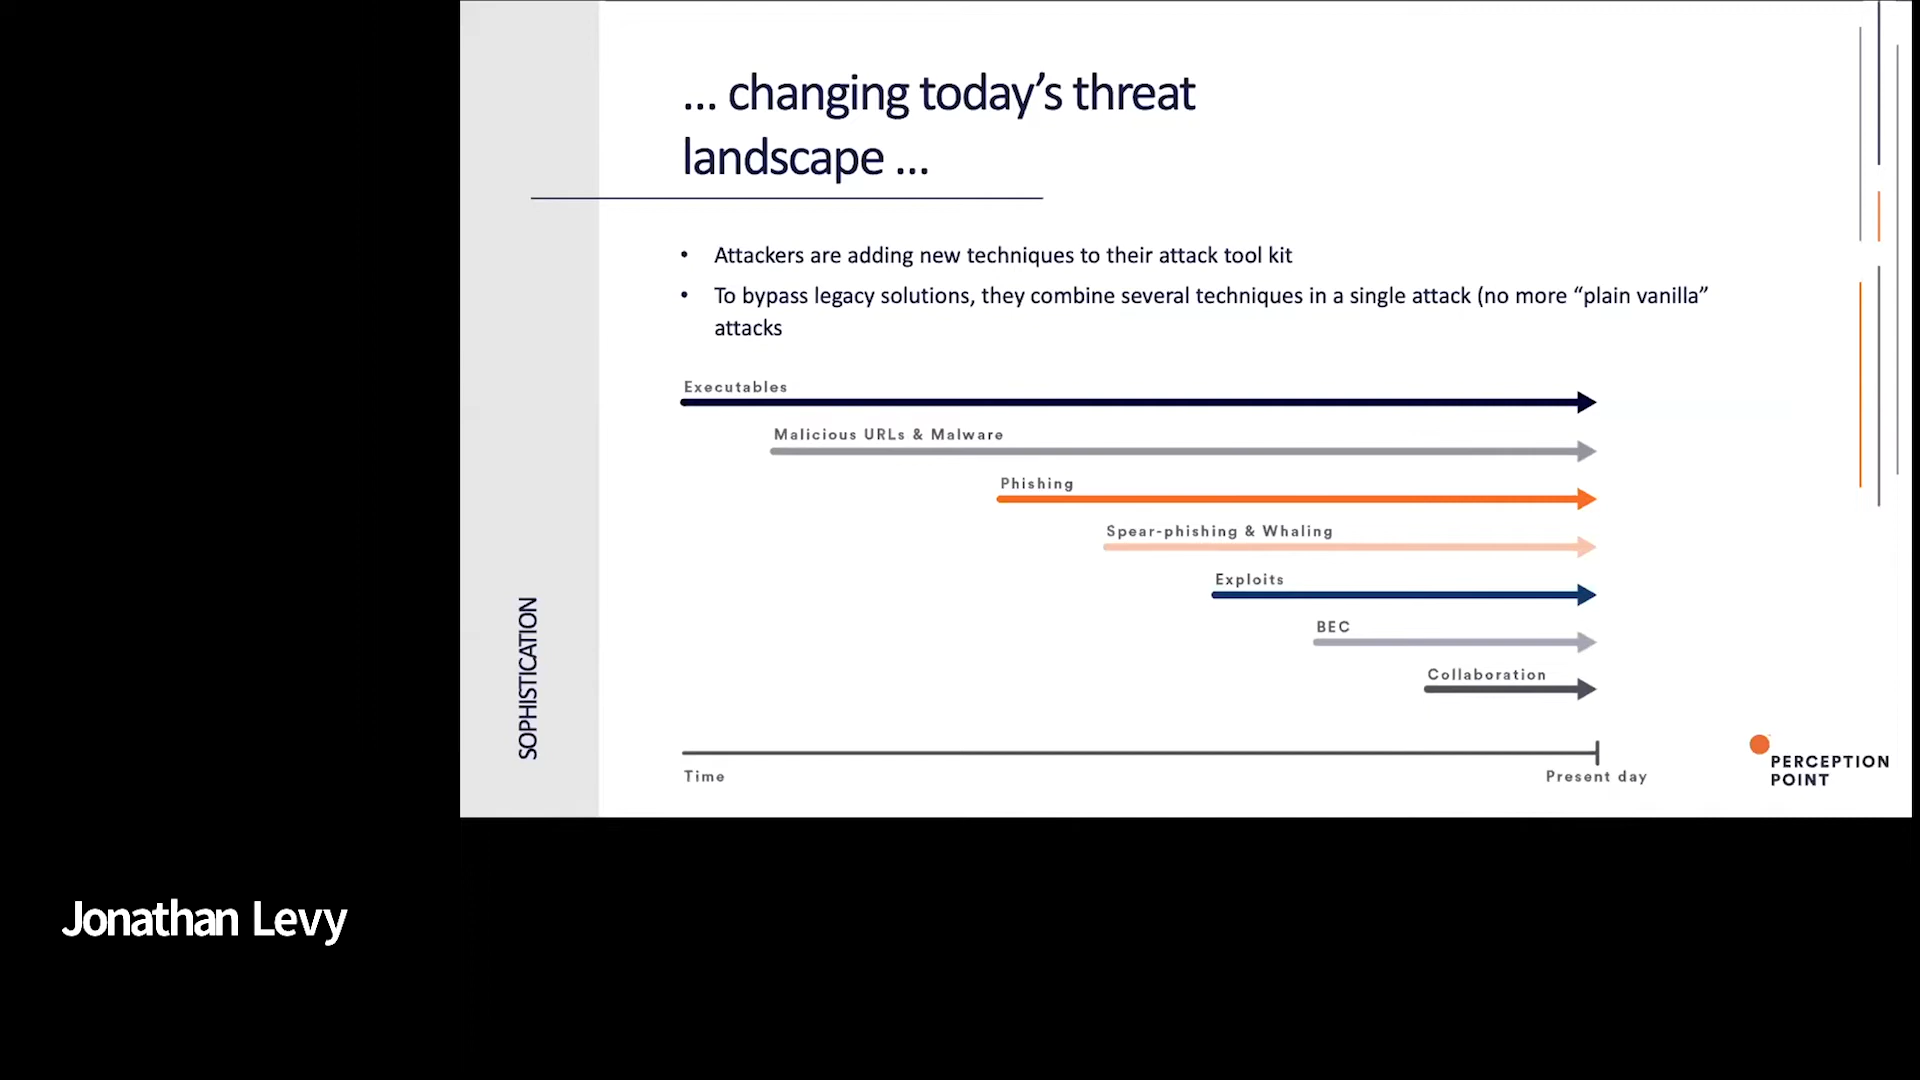 ... changing today’s threat
landscape ...
• Attackers are adding new techniques to their attack tool kit
• To bypass legacy solutions, they combine several techniques in a single attack (no more “plain vanilla”
attacks
Executables
Malicious URLs & Malware
Phishing
Spear-phishing & Whaling
Exploits
BEC
Collaboration
SOPHISTICATION
Time
Present day
PERCEPTION
POINT
Jonathan Levy